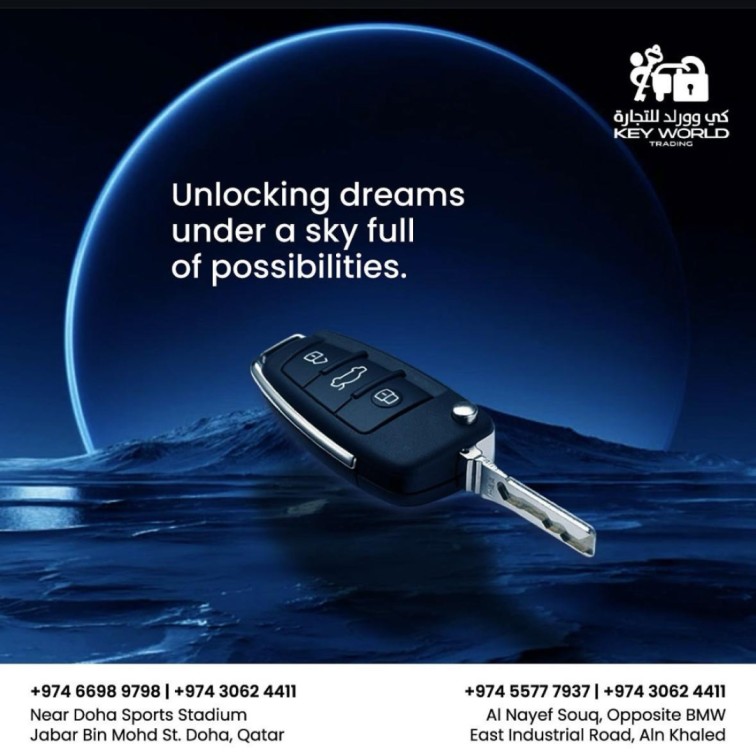 كي وورلد للتجارة
KEY WORLD
TRADING
Unlocking dreams
under a sky full
of possibilities.
+974 6698 9798 | +974 3062 4411
Near Doha Sports Stadium
Jabar Bin Mohd St. Doha, Qatar
+974 5577 7937 | +974 3062 4411
Al Nayef Souq, Opposite BMW
East Industrial Road, Aln Khaled